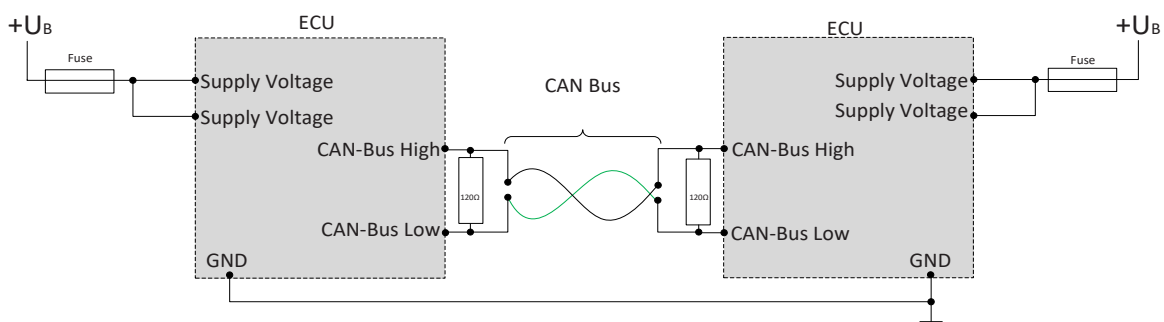 ECU
ECU
+UB
+UB
Fuse
Fuse
Supply Voltage
Supply Voltage
Supply Voltage
Supply Voltage
CAN Bus
CAN-Bus High
CAN-Bus High
120Ω
120Ω
CAN-Bus Low
CAN-Bus Low
GND
GND